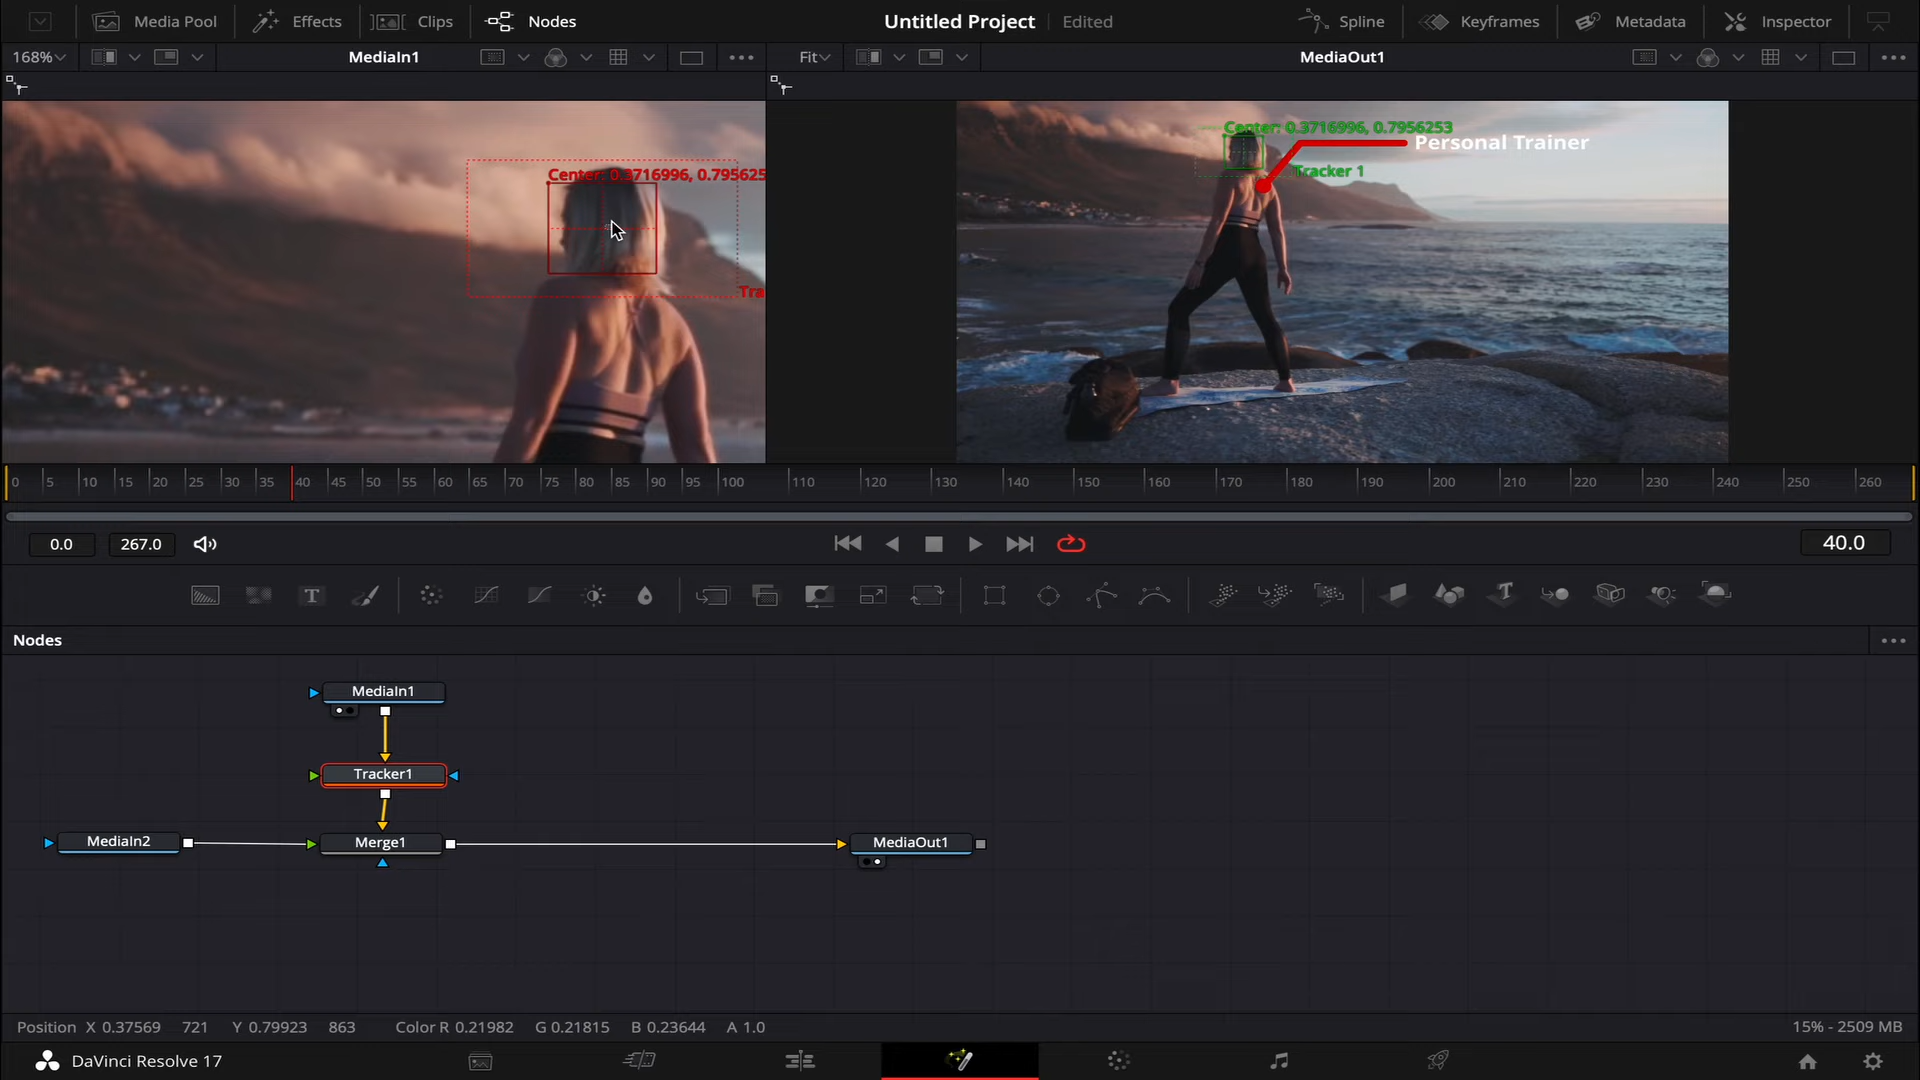 Media Pool Effects Clips Nodes Untitled Project Edited Spline Keyframes Metadata Inspector
168% MediaIn1 Fit MediaOut1
Center: 0.3716996, 0.795625
Tra
Center: 0.3716996, 0.7956253
Personal Trainer
Tracker 1
0 5 10 15 20 25 30 35 40 45 50 55 60 65 70 75 80 85 90 95 100 110 120 130 140 150 160 170 180 190 200 210 220 230 240 250 260
0.0 267.0 40.0
Nodes
MediaIn1
Tracker1
MediaIn2 Merge1 MediaOut1
Position X 0.37569 721 Y 0.79923 863 Color R 0.21982 G 0.21815 B 0.23644 A 1.0 15% - 2509 MB
DaVinci Resolve 17